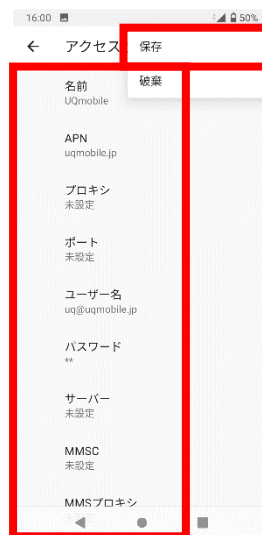 16:00 50%
アクセス
保存
破棄
名前
UQmobile
APN
uqmobile.jp
プロキシ
未設定
ポート
未設定
ユーザー名
uq@uqmobile.jp
パスワード
**
サーバー
未設定
MMSC
未設定
MMSプロキシ